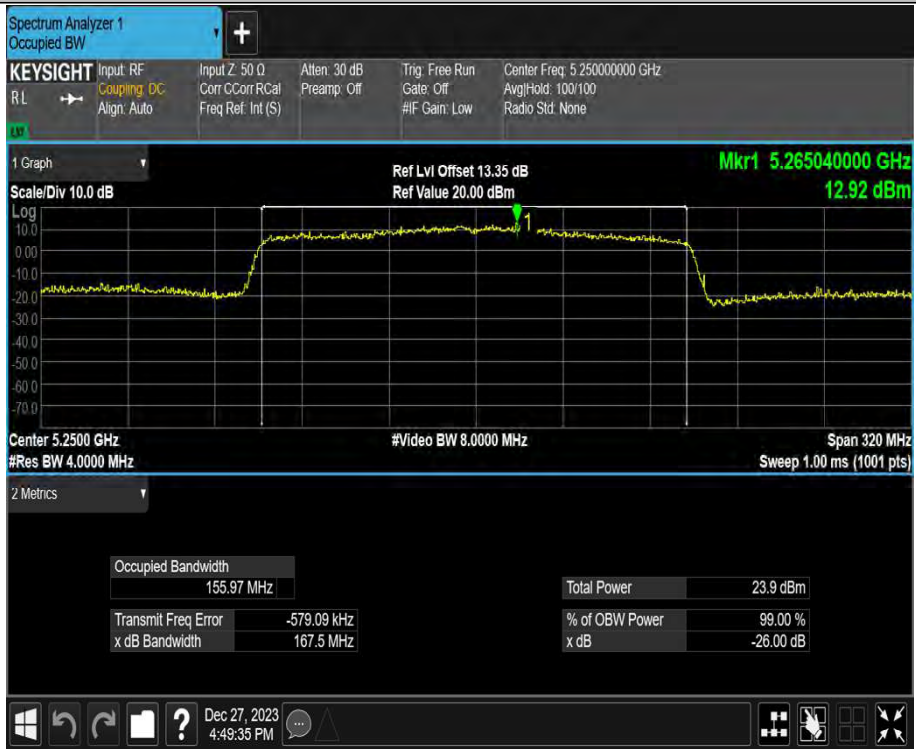 Spectrum Analyzer 1
Occupied BW
+
KEYSIGHT
RL
Input: RF
Coupling: DC
Align: Auto
Input Z: 50 Ω
Corr CCorr RCal
Freq Ref: Int (S)
Atten: 30 dB
Preamp: Off
Trig: Free Run
Gate: Off
#IF Gain: Low
Center Freq: 5.250000000 GHz
Avg|Hold: 100/100
Radio Std: None
1 Graph
Scale/Div 10.0 dB
Ref Lvl Offset 13.35 dB
Ref Value 20.00 dBm
Mkr1 5.265040000 GHz
12.92 dBm
Log
10.0
0.00
-10.0
-20.0
-30.0
-40.0
-50.0
-60.0
-70.0
1
Center 5.2500 GHz
#Res BW 4.0000 MHz
#Video BW 8.0000 MHz
Span 320 MHz
Sweep 1.00 ms (1001 pts)
2 Metrics
Occupied Bandwidth
155.97 MHz
Total Power 23.9 dBm
Transmit Freq Error -579.09 kHz
% of OBW Power 99.00 %
x dB Bandwidth 167.5 MHz
x dB -26.00 dB
?
Dec 27, 2023
4:49:35 PM